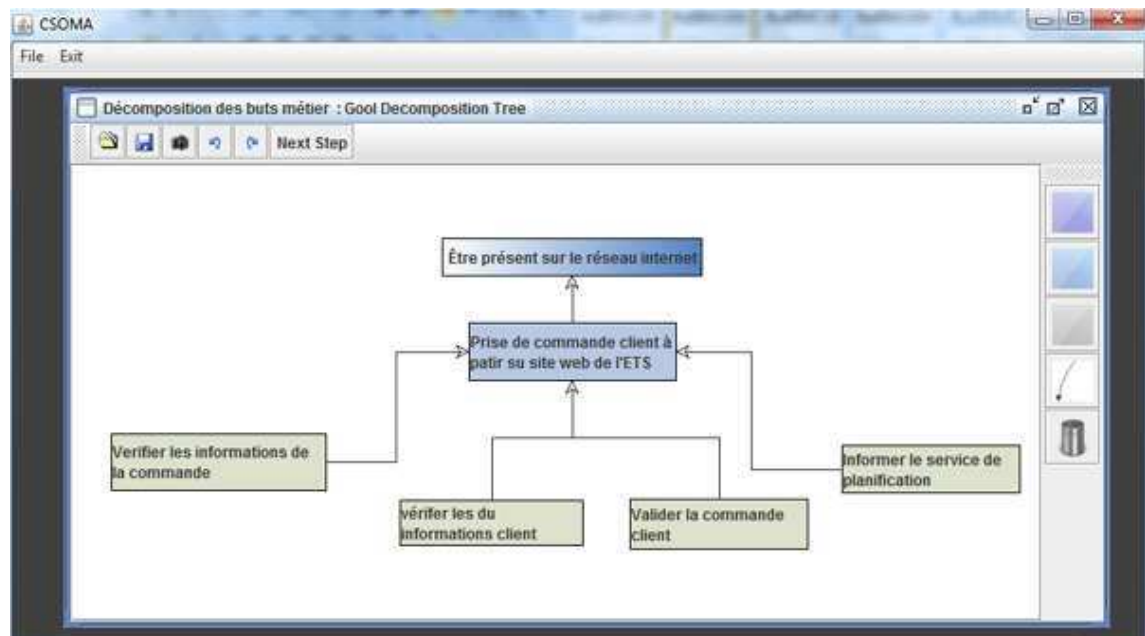 CSOMA
File Exit
Décomposition des buts métier : Gool Decomposition Tree
Next Step
Être présent sur le réseau internet
Prise de commande client à
patir su site web de l'ETS
Verifier les informations de
la commande
vérifer les du
informations client
Valider la commande
client
Informer le service de
planification